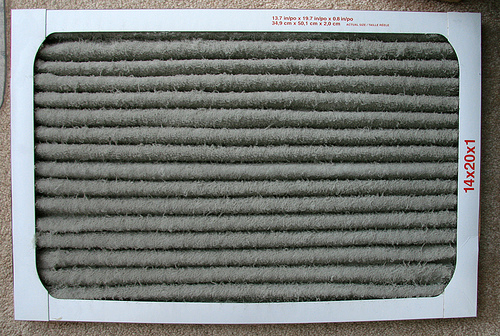 13.7 in/po x 19.7 in/po x 0.8 in/po
34,9 cm x 50,1 cm x 2,0 cm ACTUAL SIZE / TAILLE RÉELLE
14x20x1